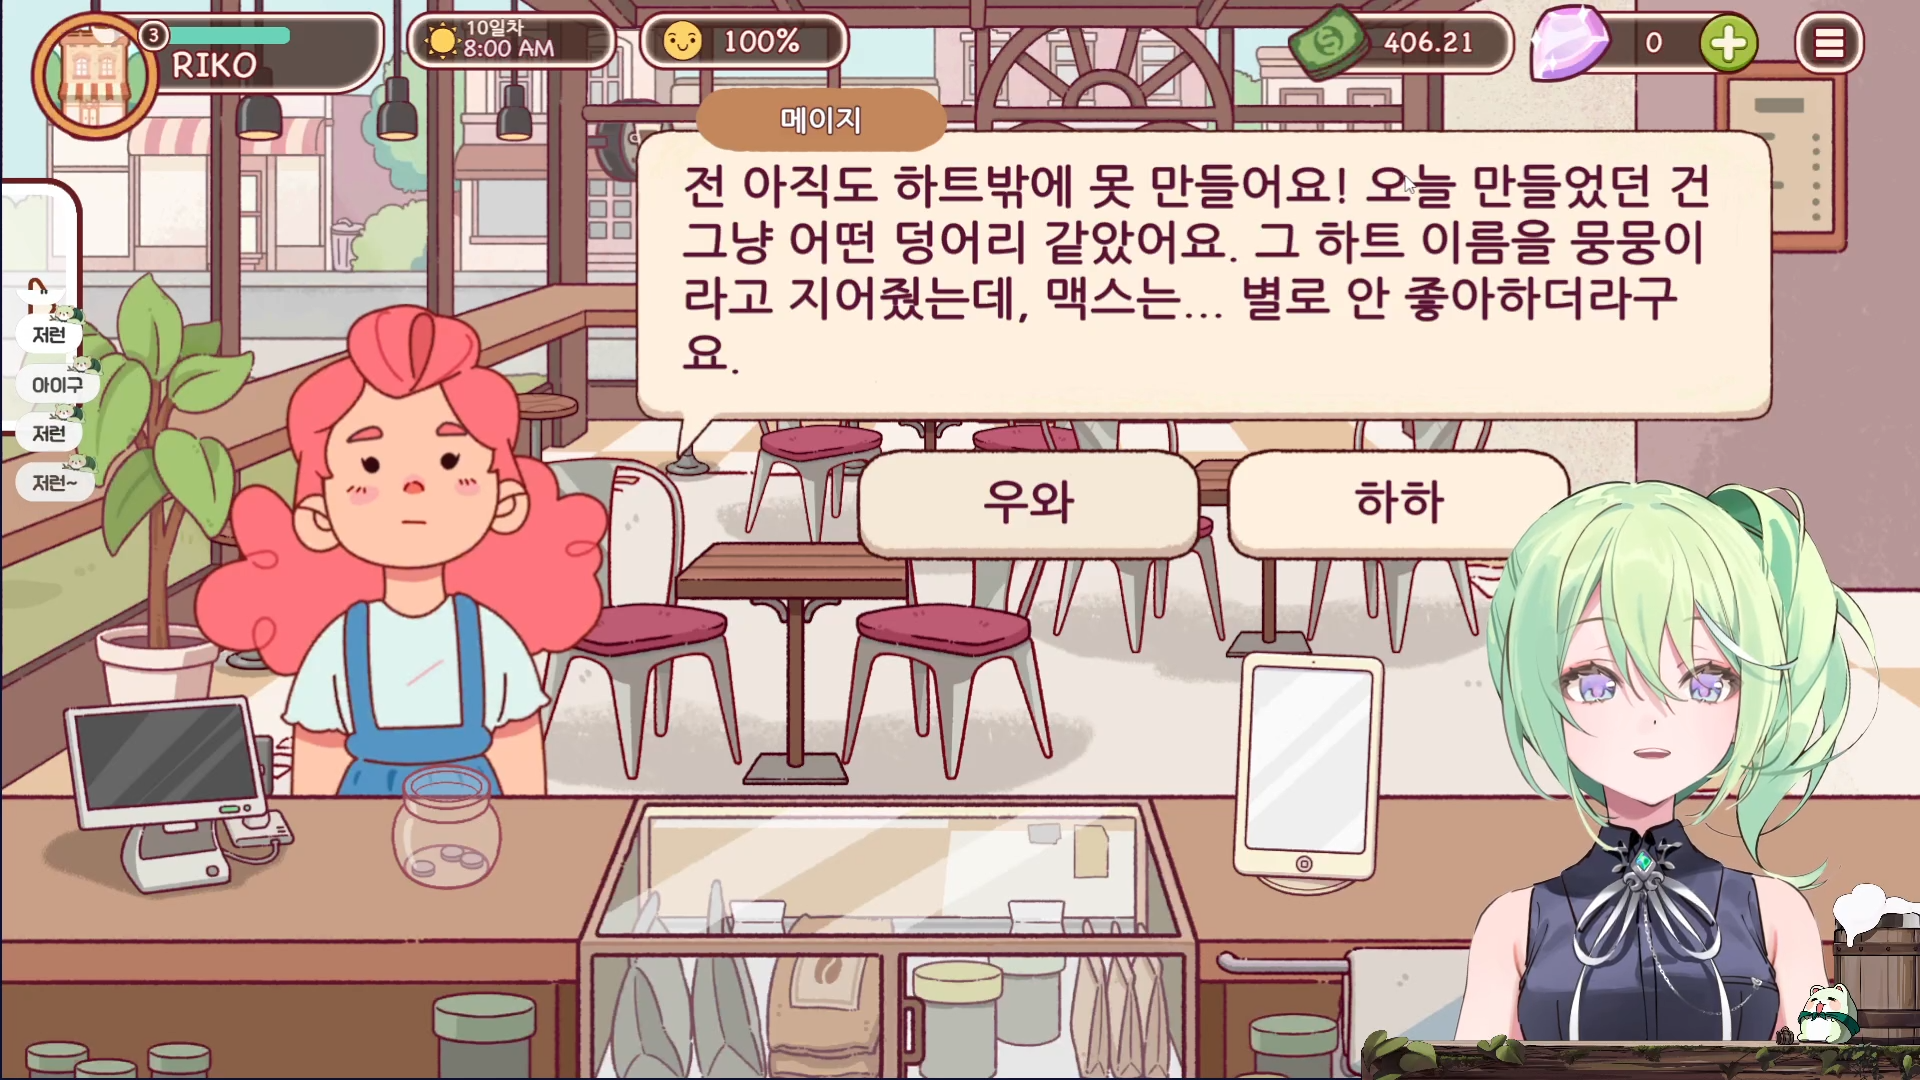 3
RIKO
10일차
8:00 AM
100%
406.21
0
메이지
전 아직도 하트밖에 못 만들어요! 오늘 만들었던 건
그냥 어떤 덩어리 같았어요. 그 하트 이름을 뭉뭉이
라고 지어줬는데, 맥스는... 별로 안 좋아하더라구
요.
우와
하하
저런
아이구
저런
저런~